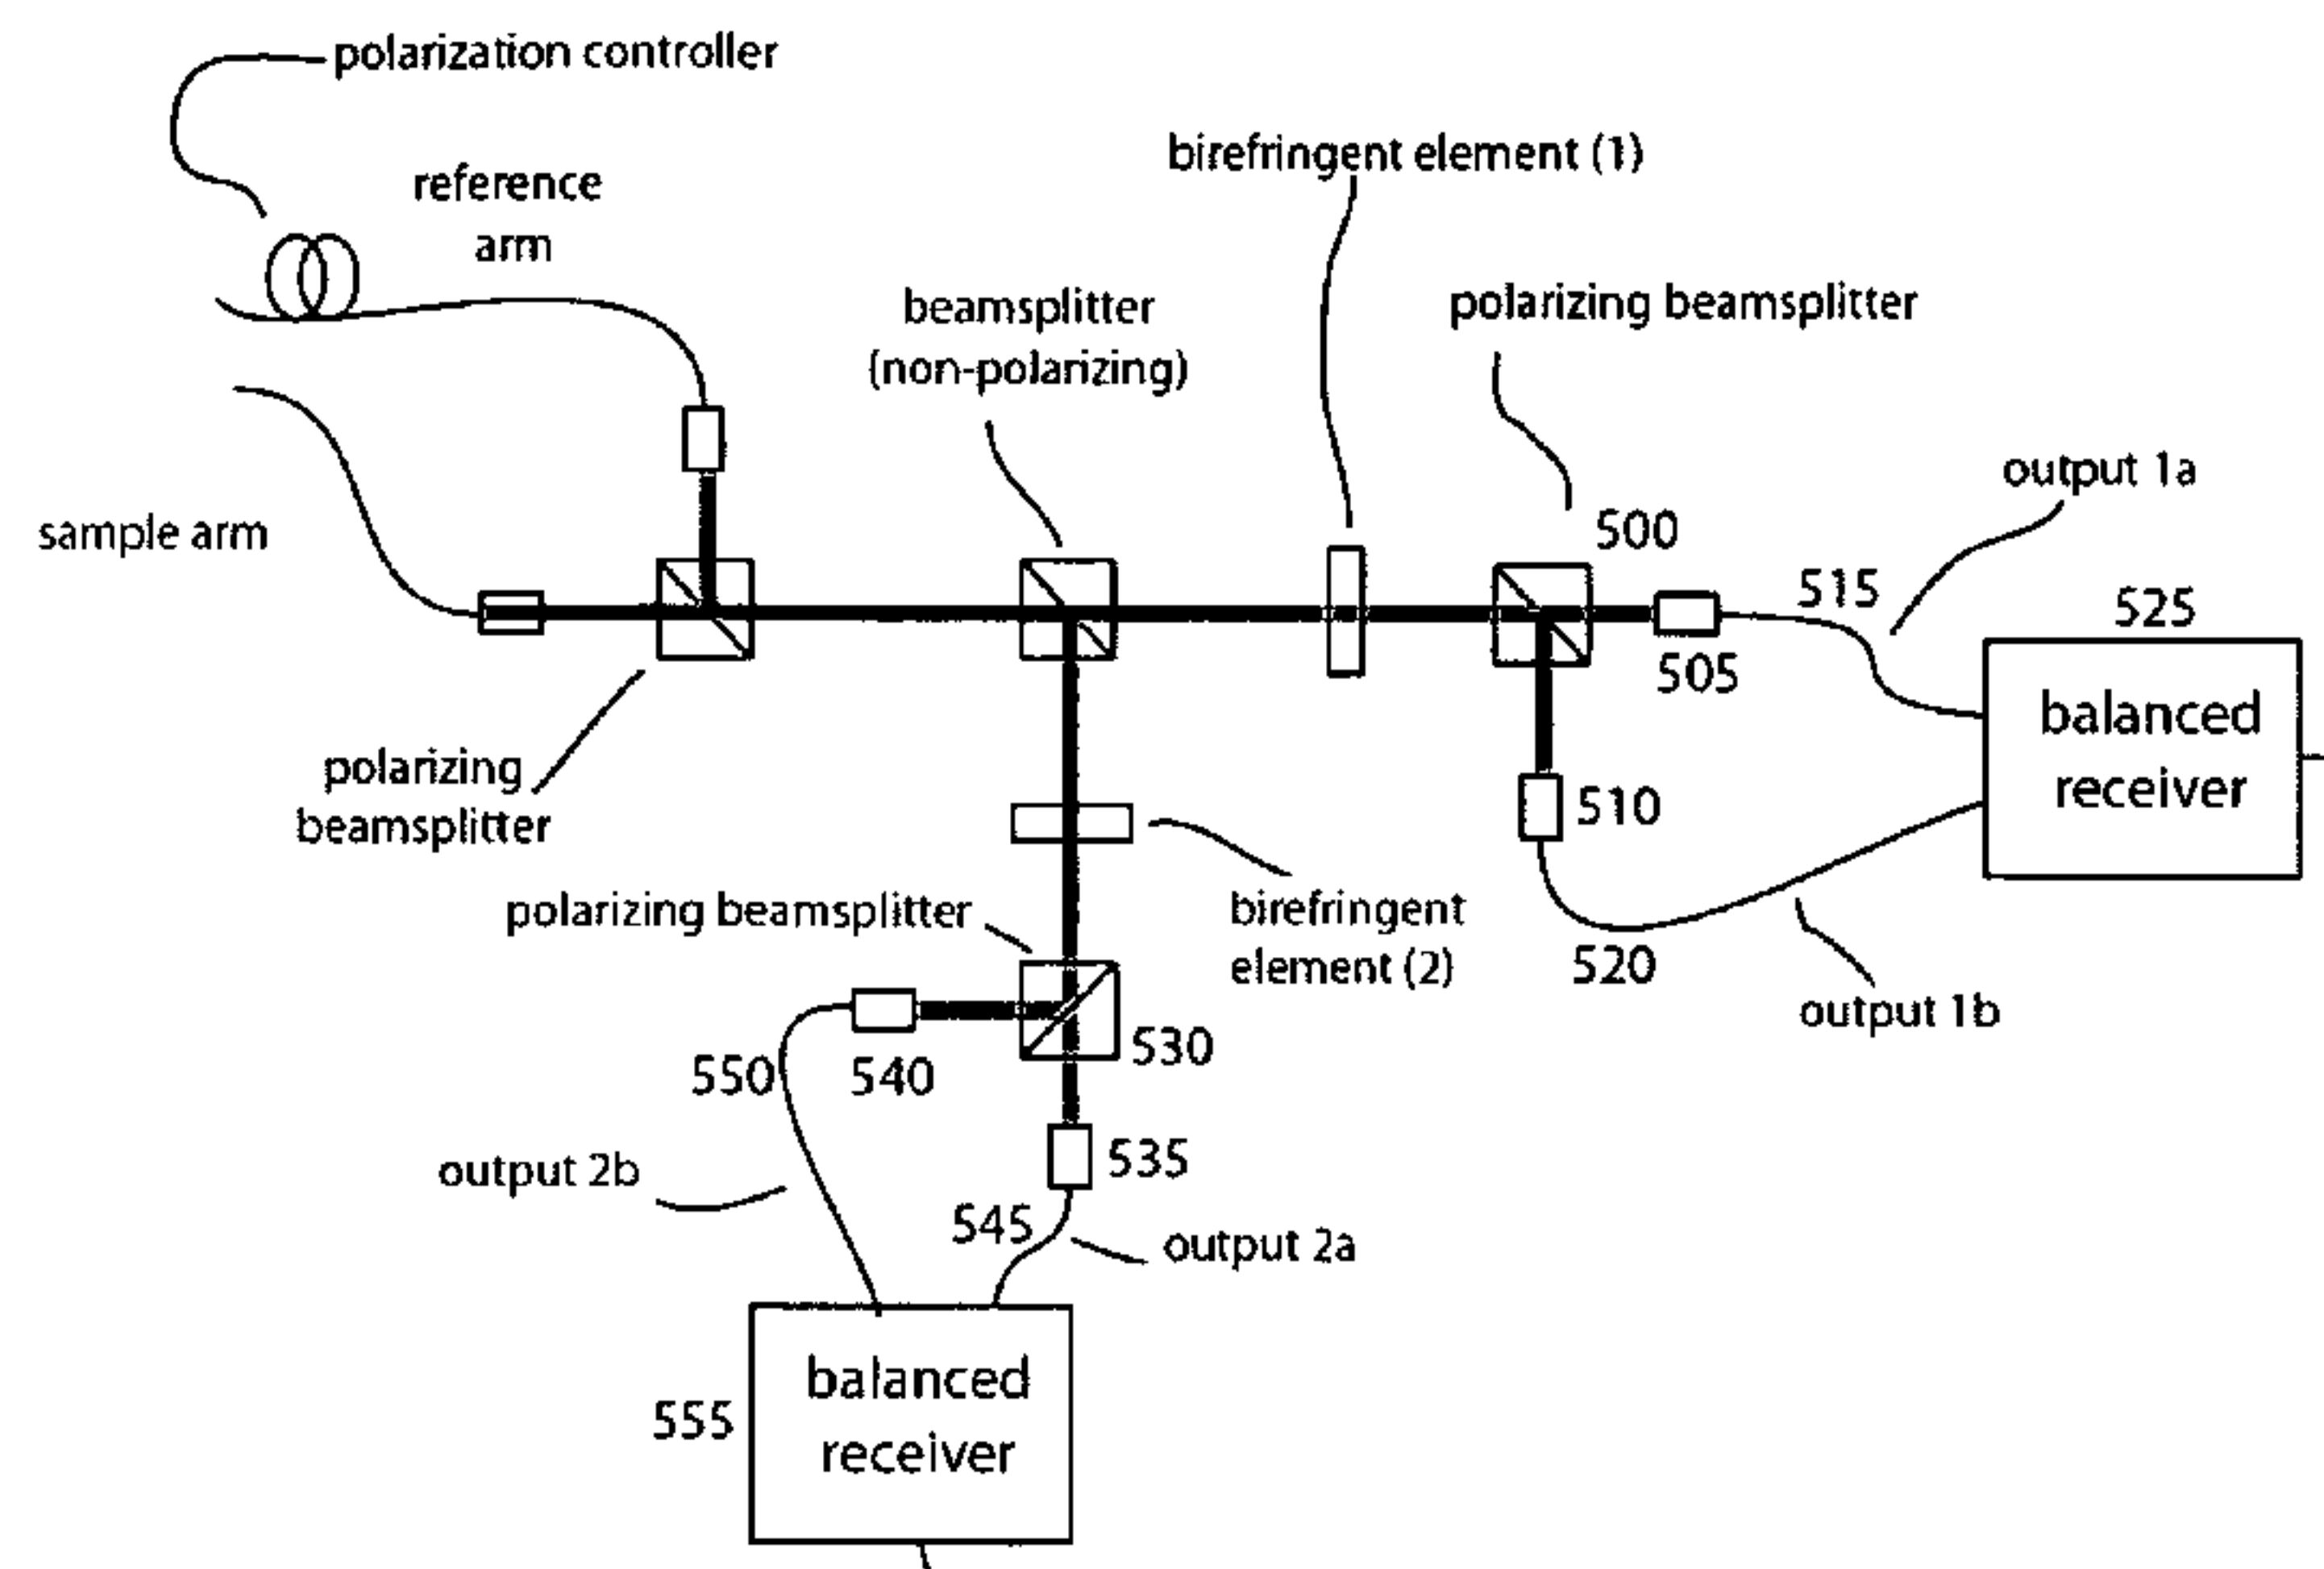 polarization controller
reference
arm
birefringent element (1)
beamsplitter
(non-polarizing)
polarizing beamsplitter
500
output 1a
sample arm
515
525
505
balanced
receiver
polarizing
beamsplitter
510
polarizing beamsplitter
birefringent
element (2)
520
output 1b
530
550
540
output 2b
535
545
output 2a
555
balanced
receiver